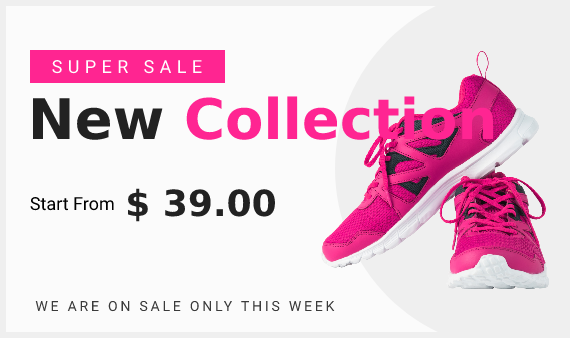 SUPER SALE
New Collection
Start From $ 39.00
WE ARE ON SALE ONLY THIS WEEK